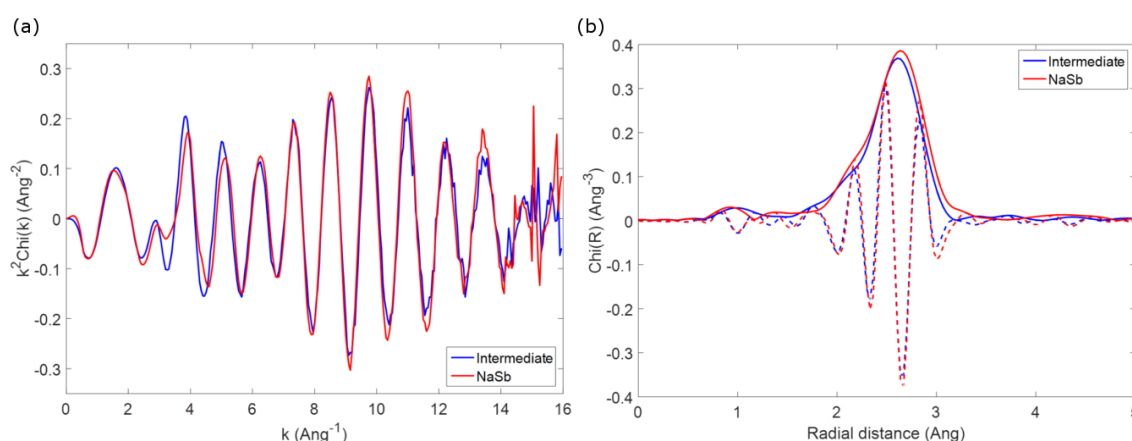 (a)
0.3
0.2
0.1
0
-0.1
-0.2
-0.3
k²Chi(k) (Ang⁻²)
0 2 4 6 8 10 12 14 16
k (Ang⁻¹)
Intermediate
NaSb
(b)
0.4
0.3
0.2
0.1
0
-0.1
-0.2
-0.3
-0.4
Chi(R) (Ang⁻³)
0 1 2 3 4 5
Radial distance (Ang)
Intermediate
NaSb